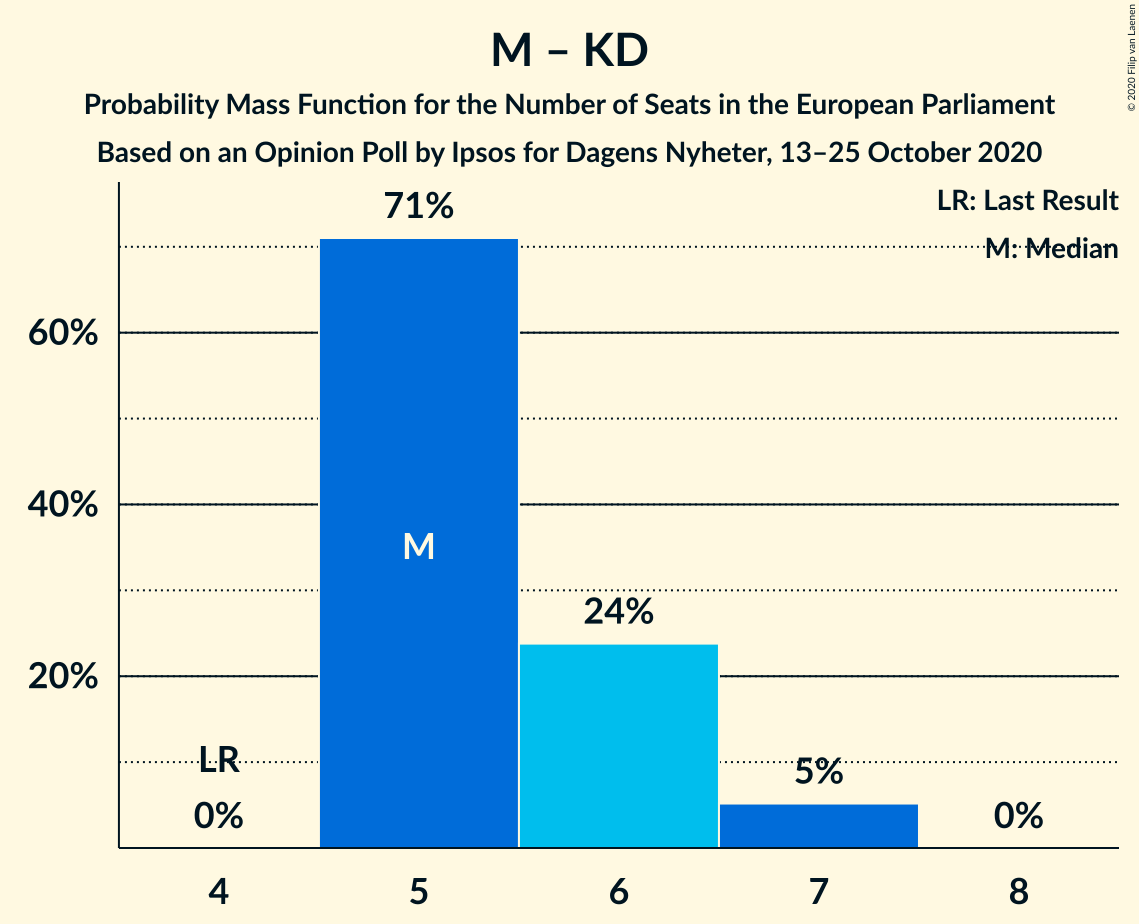 M – KD
Probability Mass Function for the Number of Seats in the European Parliament
Based on an Opinion Poll by Ipsos for Dagens Nyheter, 13–25 October 2020
© 2020 Filip van Laenen
LR: Last Result
M: Median
71%
60%
40%
M
24%
20%
LR
5%
0%
0%
4
5
6
7
8